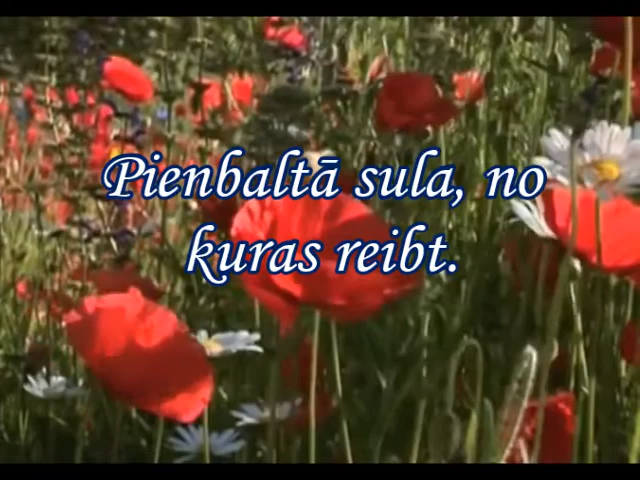 Pienbaltā sula, no
kuras reibt.